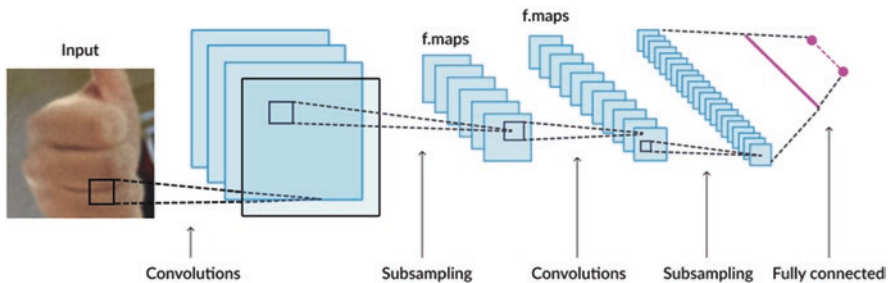 Input
f.maps
f.maps
Convolutions
Subsampling
Convolutions
Subsampling
Fully connected